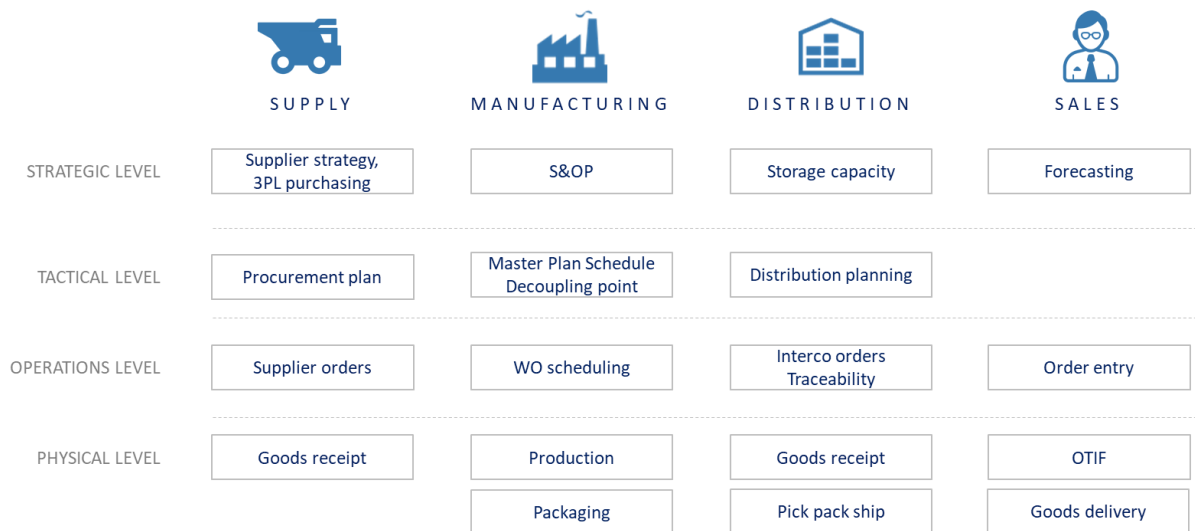 SUPPLY
MANUFACTURING
DISTRIBUTION
SALES
STRATEGIC LEVEL
Supplier strategy,
3PL purchasing
S&OP
Storage capacity
Forecasting
TACTICAL LEVEL
Procurement plan
Master Plan Schedule
Decoupling point
Distribution planning
OPERATIONS LEVEL
Supplier orders
WO scheduling
Interco orders
Traceability
Order entry
PHYSICAL LEVEL
Goods receipt
Production
Goods receipt
OTIF
Packaging
Pick pack ship
Goods delivery